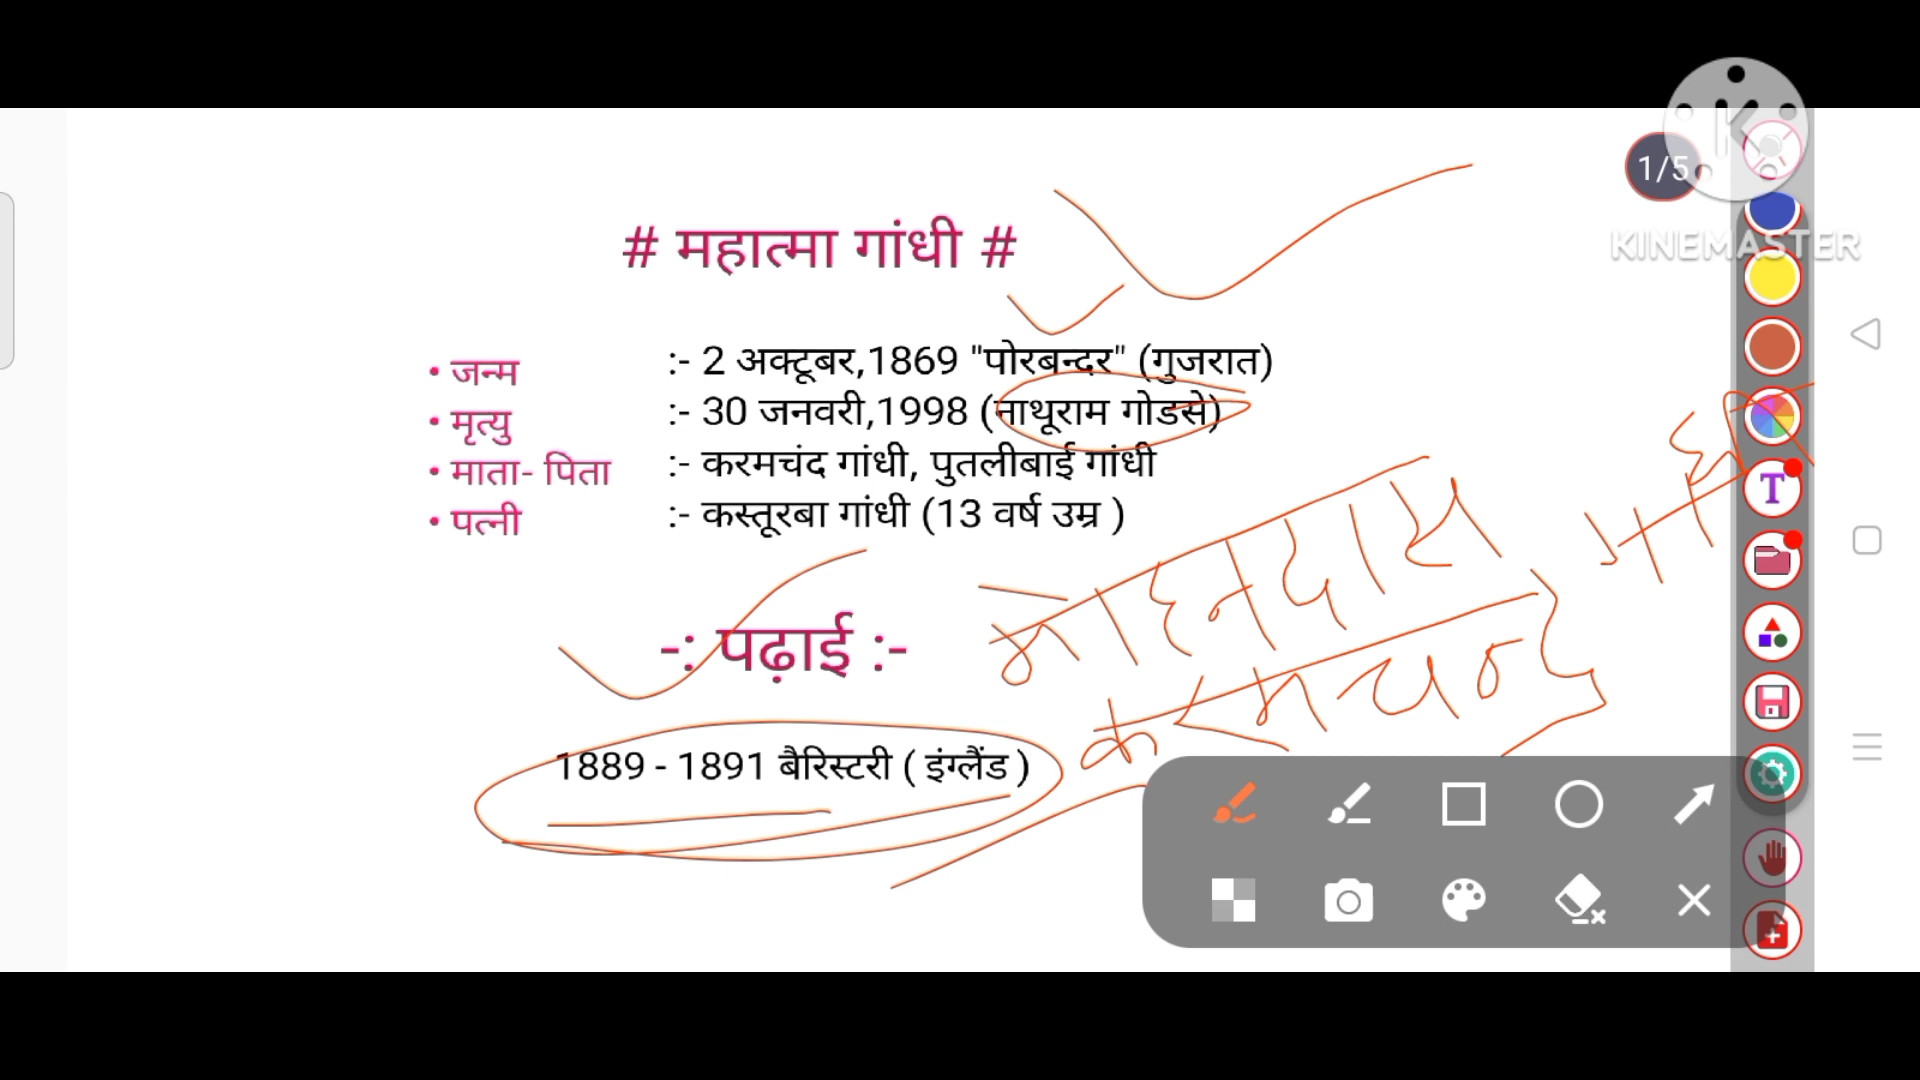 1/5
KINEMASTER
# महात्मा गांधी #
• जन्म :- 2 अक्टूबर,1869 "पोरबन्दर" (गुजरात)
• मृत्यु :- 30 जनवरी,1998 (नाथूराम गोडसे)
• माता- पिता :- करमचंद गांधी, पुतलीबाई गांधी
• पत्नी :- कस्तूरबा गांधी (13 वर्ष उम्र )
-: पढ़ाई :-
1889 - 1891 बैरिस्टरी ( इंग्लैंड )
मोहनदास
करमचन्द
T